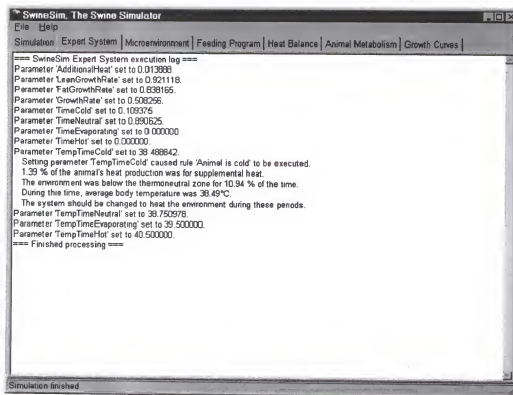 SwineSim, The Swine Simulator
File Help
Simulation Expert System Microenvironment Feeding Program Heat Balance Animal Metabolism Growth Curves
=== SwineSim Expert System execution log ===
Parameter 'AdditionalHeat' set to 0.013888.
Parameter 'LeanGrowthRate' set to 0.921118.
Parameter 'FatGrowthRate' set to 0.838165.
Parameter 'GrowthRate' set to 0.508256.
Parameter 'TimeCold' set to 0.109375
Parameter 'TimeNeutral' set to 0.890625.
Parameter 'TimeEvaporating' set to 0.000000
Parameter 'TimeHot' set to 0.000000.
Parameter 'TempTimeCold' set to 38.488842.
Setting parameter 'TempTimeCold' caused rule 'Animal is cold' to be executed.
1.39 % of the animal's heat production was for supplemental heat.
The environment was below the thermoneutral zone for 10.94 % of the time.
During this time, average body temperature was 38.49°C.
The system should be changed to heat the environment during these periods.
Parameter 'TempTimeNeutral' set to 38.750978.
Parameter 'TempTimeEvaporating' set to 39.500000.
Parameter 'TempTimeHot' set to 40.500000.
=== Finished processing ===
Simulation finished